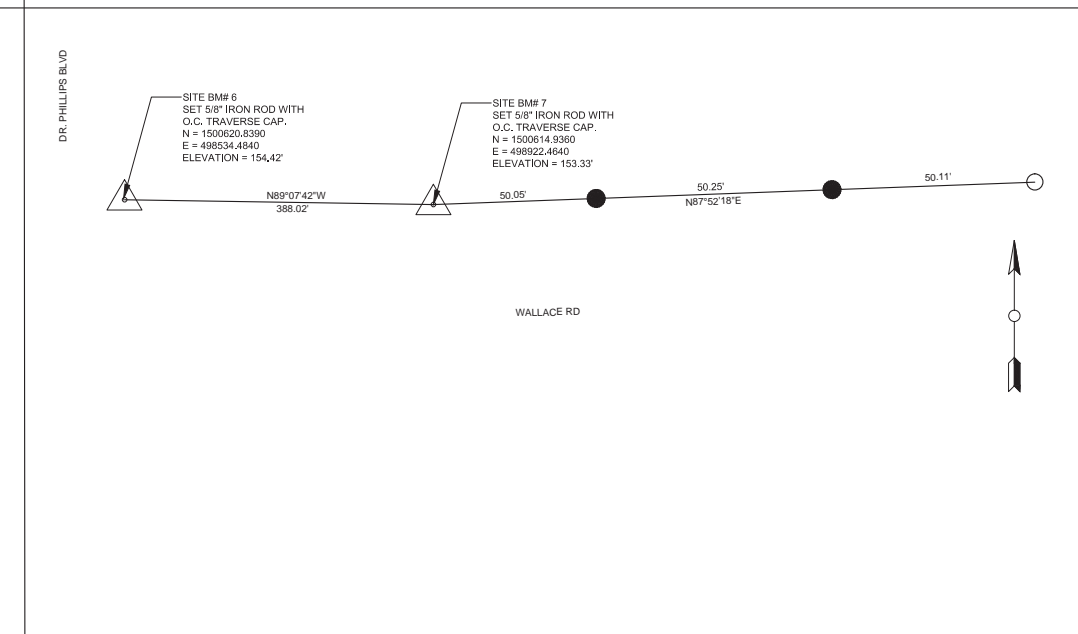 DR. PHILLIPS BLVD
SITE BM# 6
SET 5/8" IRON ROD WITH
O.C. TRAVERSE CAP.
N = 1500620.8390
E = 498534.4840
ELEVATION = 154.42'
SITE BM# 7
SET 5/8" IRON ROD WITH
O.C. TRAVERSE CAP.
N = 1500614.9360
E = 498922.4640
ELEVATION = 153.33'
N89°07'42"W
388.02'
50.05'
50.25'
N87°52'18"E
50.11'
WALLACE RD